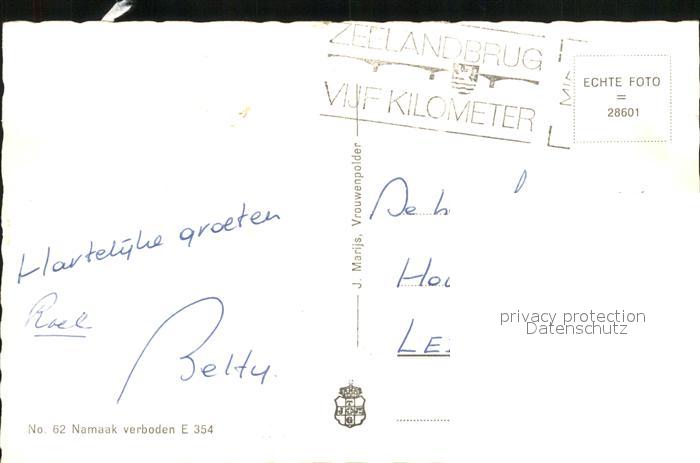 ZEELANDBRUG
VIJF KILOMETER
ECHTE FOTO
=
28601
Hartelijke groeten
Roel
Betty.
J. Marijs, Vrouwenpolder
privacy protection
Datenschutz
No. 62 Namaak verboden E 354